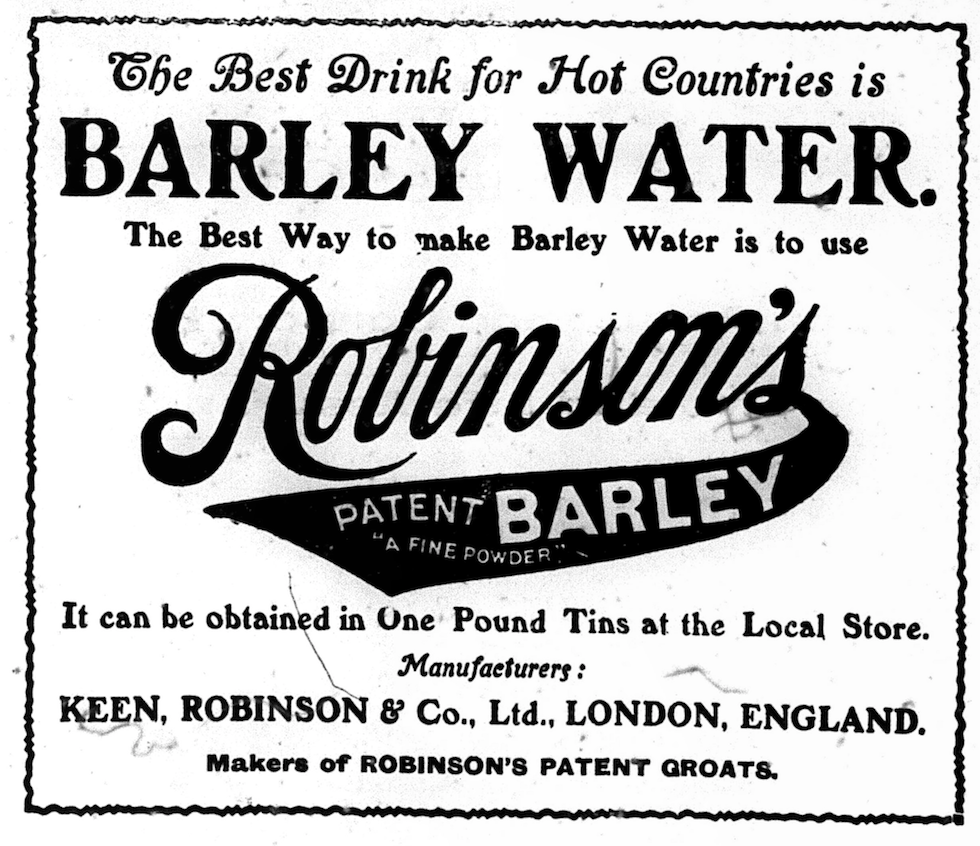 The Best Drink for Hot Countries is
BARLEY WATER.
The Best Way to make Barley Water is to use
Robinson's
PATENT BARLEY
"A FINE POWDER"
It can be obtained in One Pound Tins at the Local Store.
Manufacturers:
KEEN, ROBINSON & Co., Ltd., LONDON, ENGLAND.
Makers of ROBINSON'S PATENT GROATS.